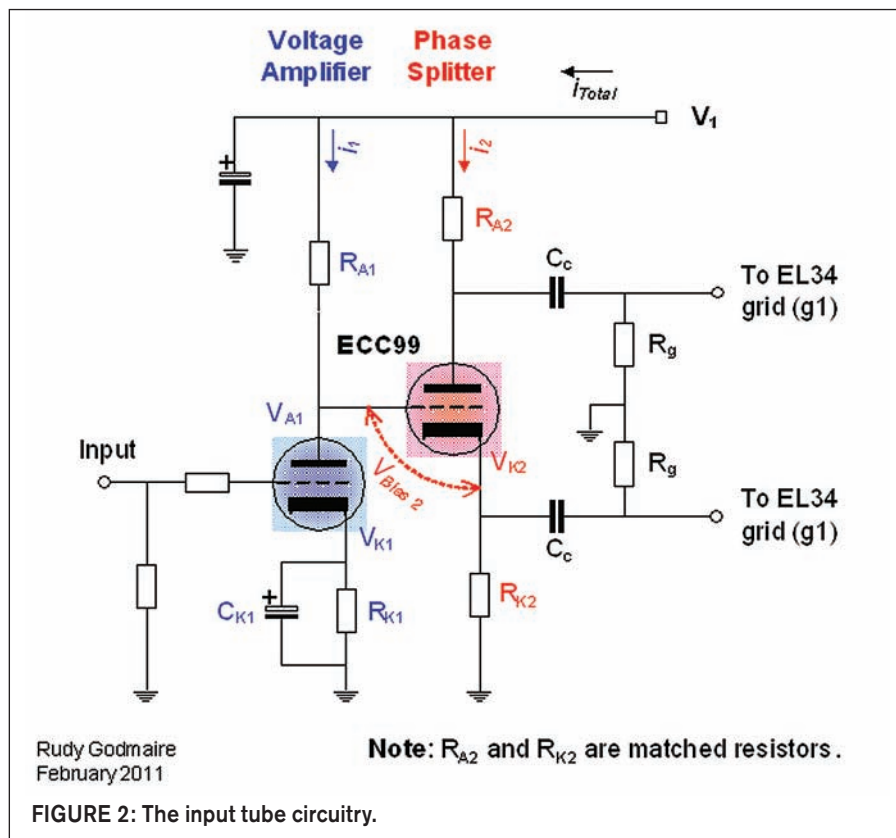 Voltage
Amplifier
Phase
Splitter
iTotal
V1
i1
i2
+
RA1
RA2
Cc
To EL34
grid (g1)
Rg
ECC99
VA1
Input
VBias 2
VK2
Rg
To EL34
grid (g1)
Cc
VK1
+
CK1
RK1
RK2
Rudy Godmaire
February 2011
Note: RA2 and RK2 are matched resistors.
FIGURE 2: The input tube circuitry.